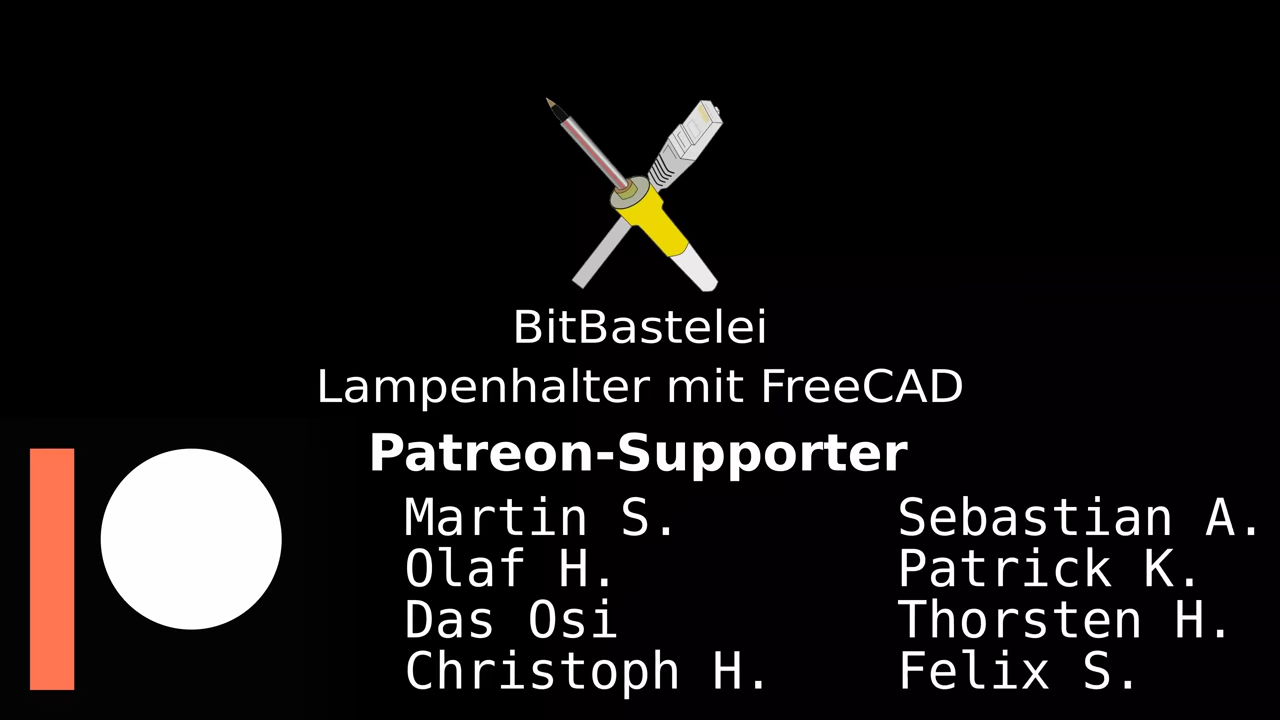 BitBastelei
Lampenhalter mit FreeCAD
Patreon-Supporter
Martin S. Sebastian A.
Olaf H. Patrick K.
Das Osi Thorsten H.
Christoph H. Felix S.